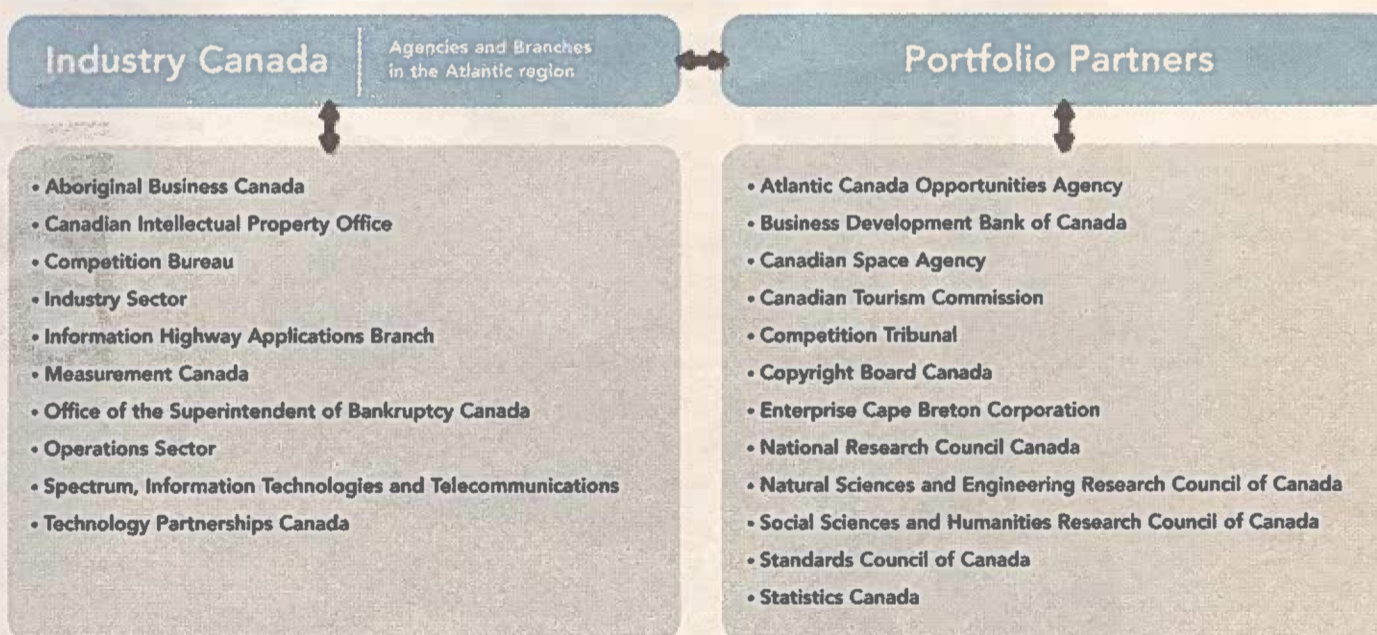 Industry Canada
Agencies and Branches
in the Atlantic region
Portfolio Partners
• Aboriginal Business Canada
• Canadian Intellectual Property Office
• Competition Bureau
• Industry Sector
• Information Highway Applications Branch
• Measurement Canada
• Office of the Superintendent of Bankruptcy Canada
• Operations Sector
• Spectrum, Information Technologies and Telecommunications
• Technology Partnerships Canada
• Atlantic Canada Opportunities Agency
• Business Development Bank of Canada
• Canadian Space Agency
• Canadian Tourism Commission
• Competition Tribunal
• Copyright Board Canada
• Enterprise Cape Breton Corporation
• National Research Council Canada
• Natural Sciences and Engineering Research Council of Canada
• Social Sciences and Humanities Research Council of Canada
• Standards Council of Canada
• Statistics Canada